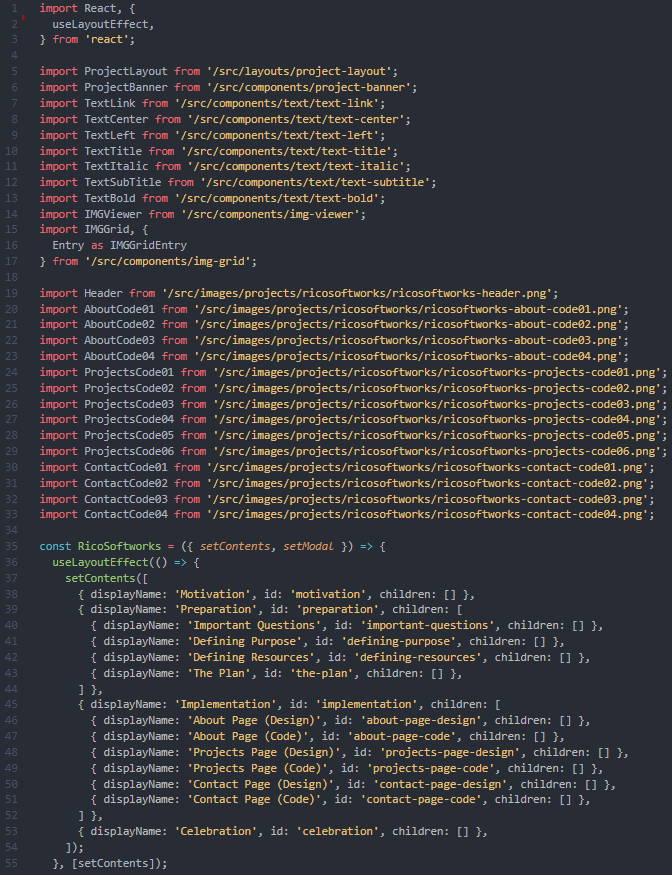 1 import React, {
2 useLayoutEffect,
3 } from 'react';
4
5 import ProjectLayout from '/src/layouts/project-layout';
6 import ProjectBanner from '/src/components/project-banner';
7 import TextLink from '/src/components/text/text-link';
8 import TextCenter from '/src/components/text/text-center';
9 import TextLeft from '/src/components/text/text-left';
10 import TextTitle from '/src/components/text/text-title';
11 import TextItalic from '/src/components/text/text-italic';
12 import TextSubTitle from '/src/components/text/text-subtitle';
13 import TextBold from '/src/components/text/text-bold';
14 import IMGViewer from '/src/components/img-viewer';
15 import IMGGrid, {
16 Entry as IMGGridEntry
17 } from '/src/components/img-grid';
18
19 import Header from '/src/images/projects/ricosoftworks/ricosoftworks-header.png';
20 import AboutCode01 from '/src/images/projects/ricosoftworks/ricosoftworks-about-code01.png';
21 import AboutCode02 from '/src/images/projects/ricosoftworks/ricosoftworks-about-code02.png';
22 import AboutCode03 from '/src/images/projects/ricosoftworks/ricosoftworks-about-code03.png';
23 import AboutCode04 from '/src/images/projects/ricosoftworks/ricosoftworks-about-code04.png';
24 import ProjectsCode01 from '/src/images/projects/ricosoftworks/ricosoftworks-projects-code01.png';
25 import ProjectsCode02 from '/src/images/projects/ricosoftworks/ricosoftworks-projects-code02.png';
26 import ProjectsCode03 from '/src/images/projects/ricosoftworks/ricosoftworks-projects-code03.png';
27 import ProjectsCode04 from '/src/images/projects/ricosoftworks/ricosoftworks-projects-code04.png';
28 import ProjectsCode05 from '/src/images/projects/ricosoftworks/ricosoftworks-projects-code05.png';
29 import ProjectsCode06 from '/src/images/projects/ricosoftworks/ricosoftworks-projects-code06.png';
30 import ContactCode01 from '/src/images/projects/ricosoftworks/ricosoftworks-contact-code01.png';
31 import ContactCode02 from '/src/images/projects/ricosoftworks/ricosoftworks-contact-code02.png';
32 import ContactCode03 from '/src/images/projects/ricosoftworks/ricosoftworks-contact-code03.png';
33 import ContactCode04 from '/src/images/projects/ricosoftworks/ricosoftworks-contact-code04.png';
34
35 const RicoSoftworks = ({ setContents, setModal }) => {
36 useLayoutEffect(() => {
37 setContents([
38 { displayName: 'Motivation', id: 'motivation', children: [] },
39 { displayName: 'Preparation', id: 'preparation', children: [
40 { displayName: 'Important Questions', id: 'important-questions', children: [] },
41 { displayName: 'Defining Purpose', id: 'defining-purpose', children: [] },
42 { displayName: 'Defining Resources', id: 'defining-resources', children: [] },
43 { displayName: 'The Plan', id: 'the-plan', children: [] },
44 ] },
45 { displayName: 'Implementation', id: 'implementation', children: [
46 { displayName: 'About Page (Design)', id: 'about-page-design', children: [] },
47 { displayName: 'About Page (Code)', id: 'about-page-code', children: [] },
48 { displayName: 'Projects Page (Design)', id: 'projects-page-design', children: [] },
49 { displayName: 'Projects Page (Code)', id: 'projects-page-code', children: [] },
50 { displayName: 'Contact Page (Design)', id: 'contact-page-design', children: [] },
51 { displayName: 'Contact Page (Code)', id: 'contact-page-code', children: [] },
52 ] },
53 { displayName: 'Celebration', id: 'celebration', children: [] },
54 ]);
55 }, [setContents]);